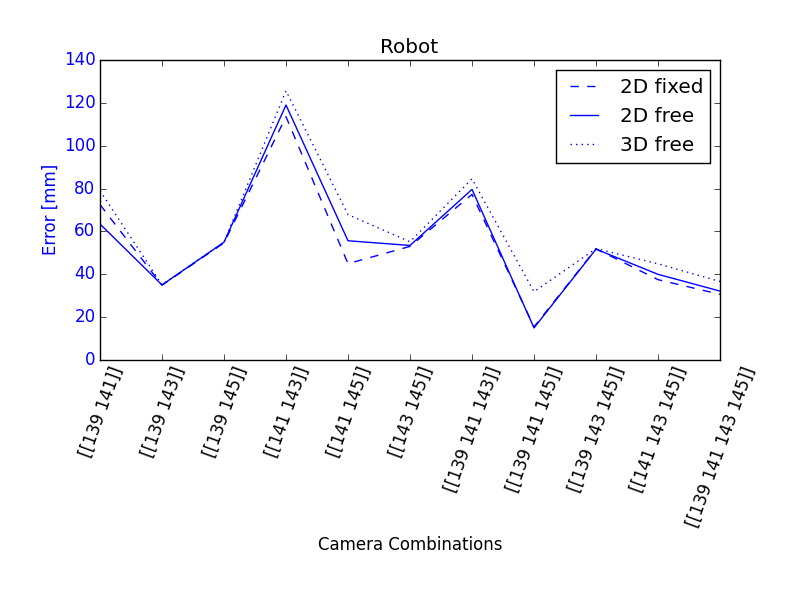 Robot
140
120
100
80
60
40
20
0
Error [mm]
2D fixed
2D free
3D free
[[139 141]]
[[139 143]]
[[139 145]]
[[141 143]]
[[141 145]]
[[143 145]]
[[139 141 143]]
[[139 141 145]]
[[139 143 145]]
[[141 143 145]]
[[139 141 143 145]]
Camera Combinations